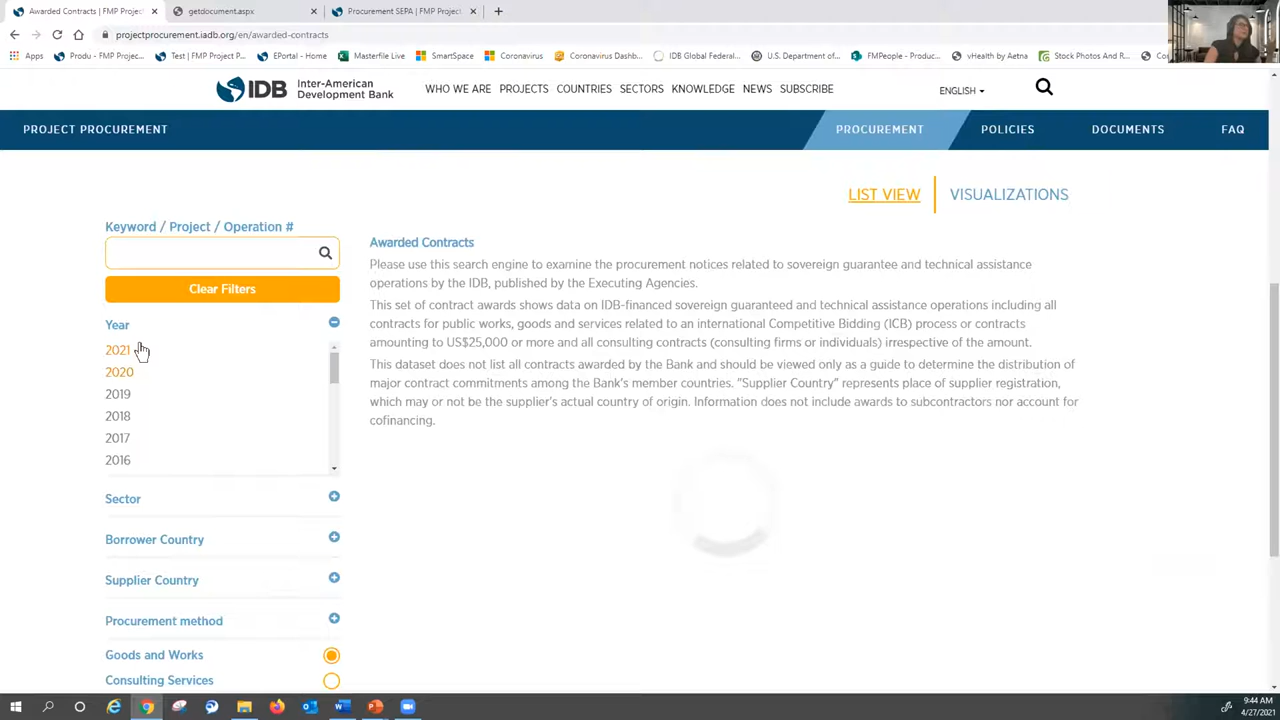 Awarded Contracts | FMP Project P
getdocument.aspx
Procurement SEPA | FMP Project P
projectprocurement.iadb.org/en/awarded-contracts
Apps
Produ - FMP Projec...
Test | FMP Project P...
EPortal - Home
Masterfile Live
SmartSpace
Coronavirus
Coronavirus Dashb...
IDB Global Federal...
U.S. Department of...
FMPeople - Produc...
vHealth by Aetna
Stock Photos And R...
IDB Inter-American
Development Bank
WHO WE ARE PROJECTS COUNTRIES SECTORS KNOWLEDGE NEWS SUBSCRIBE
ENGLISH
PROJECT PROCUREMENT
PROCUREMENT
POLICIES
DOCUMENTS
FAQ
LIST VIEW
VISUALIZATIONS
Keyword / Project / Operation #
Clear Filters
Year
2021
2020
2019
2018
2017
2016
Sector
Borrower Country
Supplier Country
Procurement method
Goods and Works
Consulting Services
Awarded Contracts
Please use this search engine to examine the procurement notices related to sovereign guarantee and technical assistance
operations by the IDB, published by the Executing Agencies.
This set of contract awards shows data on IDB-financed sovereign guaranteed and technical assistance operations including all
contracts for public works, goods and services related to an international Competitive Bidding (ICB) process or contracts
amounting to US$25,000 or more and all consulting contracts (consulting firms or individuals) irrespective of the amount.
This dataset does not list all contracts awarded by the Bank and should be viewed only as a guide to determine the distribution of
major contract commitments among the Bank's member countries. "Supplier Country" represents place of supplier registration,
which may or not be the supplier's actual country of origin. Information does not include awards to subcontractors nor account for
cofinancing.
9:44 AM
4/27/2021